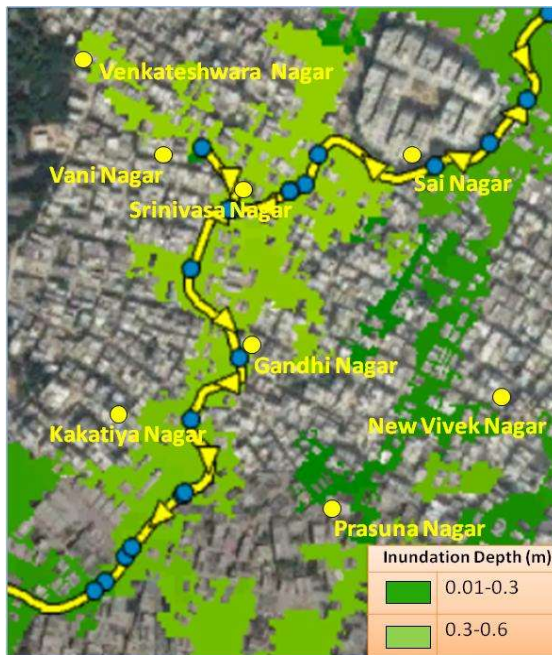 Venkateshwara Nagar
Vani Nagar
Sai Nagar
Srinivasa Nagar
Gandhi Nagar
Kakatiya Nagar
New Vivek Nagar
Prasuna Nagar
Inundation Depth (m)
0.01-0.3
0.3-0.6